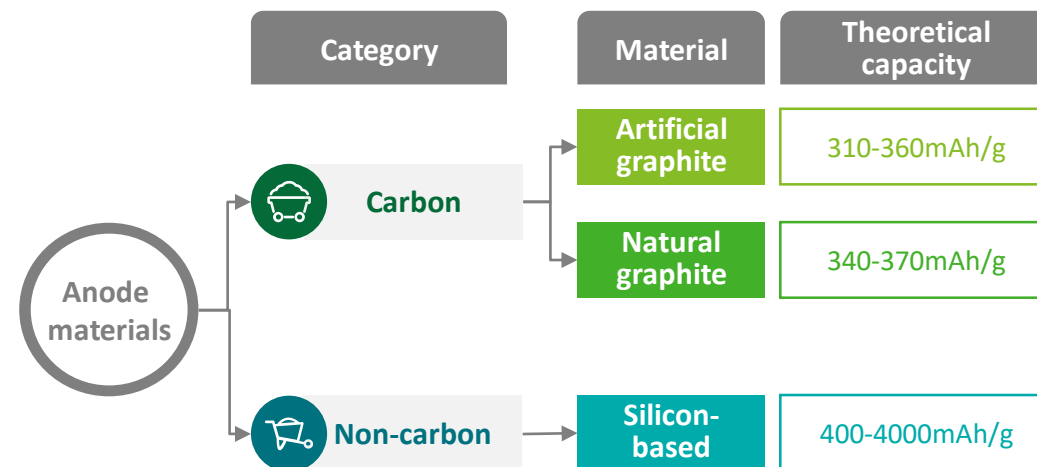 Category
Material
Theoretical
capacity
Anode
materials
Carbon
Artificial
graphite
310-360mAh/g
Natural
graphite
340-370mAh/g
Non-carbon
Silicon-
based
400-4000mAh/g